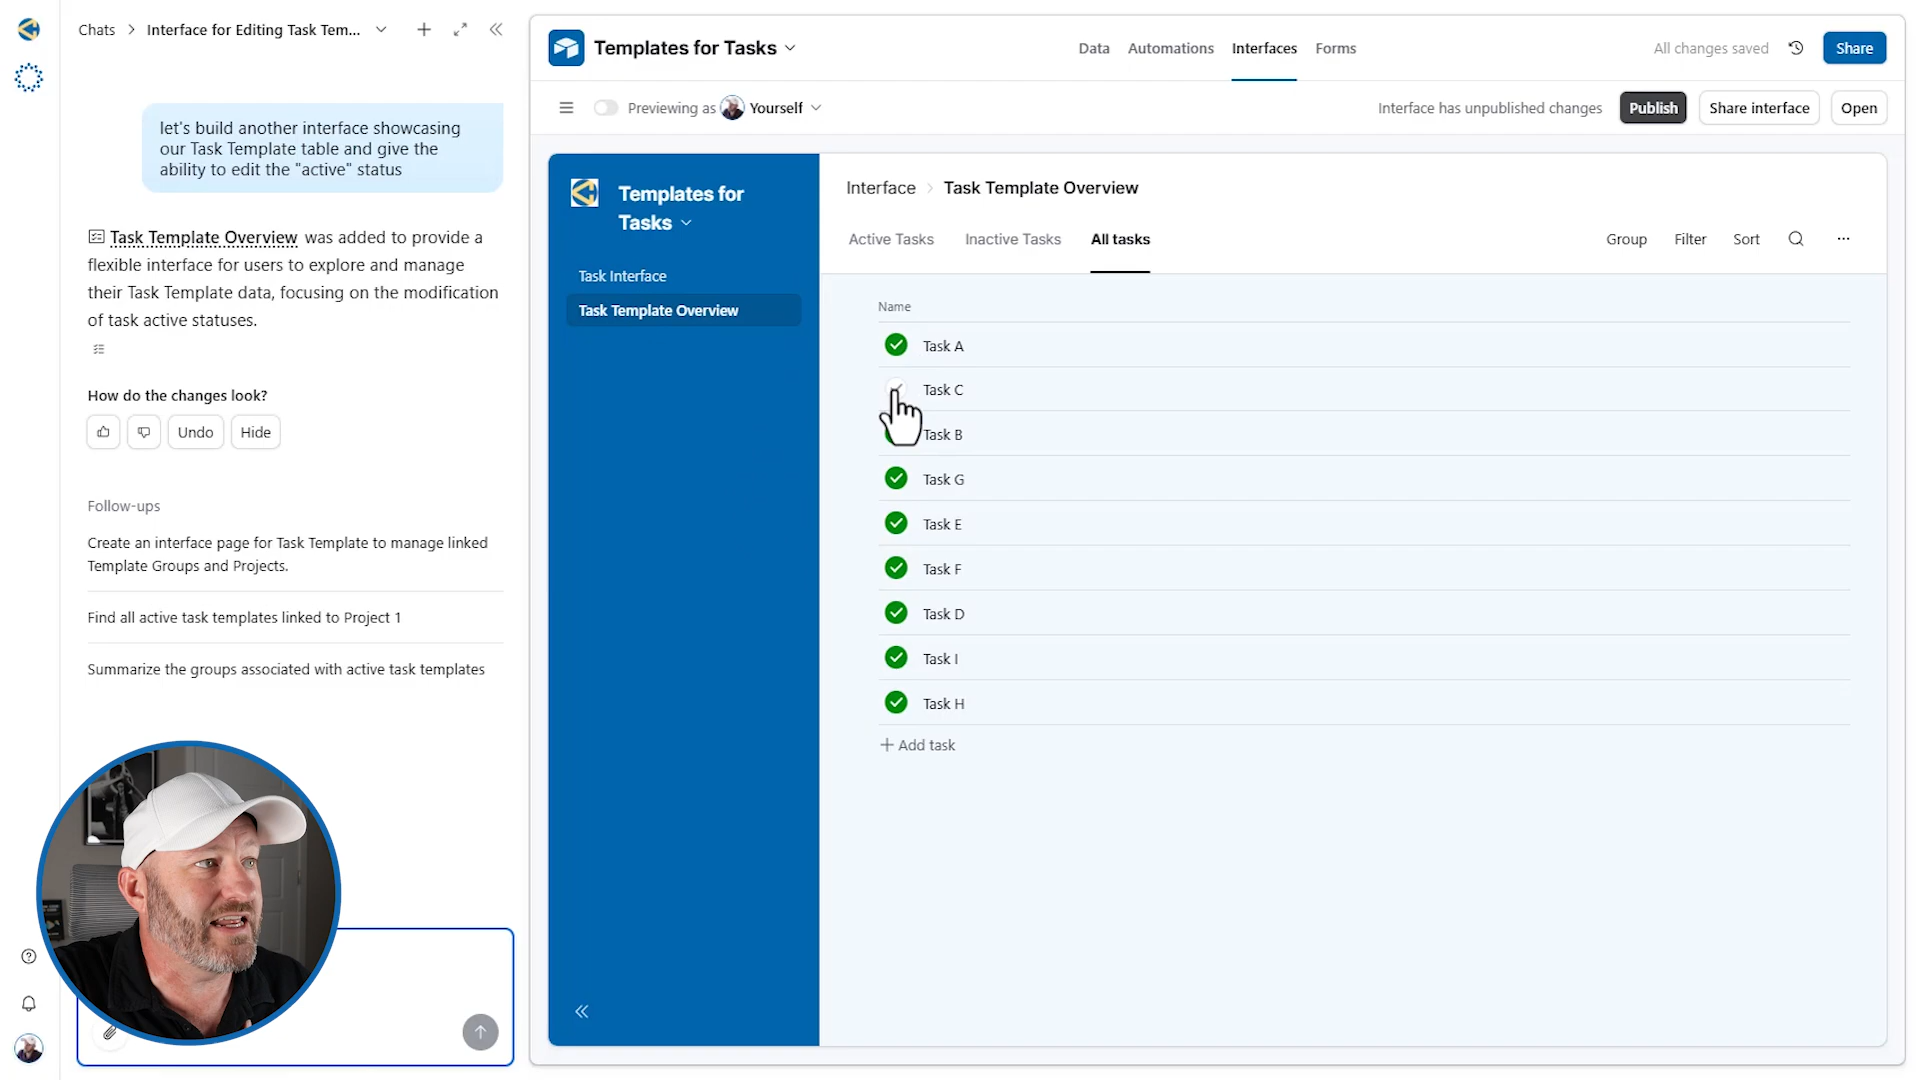 Chats
Interface for Editing Task Tem...
let's build another interface showcasing
our Task Template table and give the
ability to edit the "active" status
Task Template Overview was added to provide a
flexible interface for users to explore and manage
their Task Template data, focusing on the modification
of task active statuses.
How do the changes look?
Undo
Hide
Follow-ups
Create an interface page for Task Template to manage linked
Template Groups and Projects.
Find all active task templates linked to Project 1
Summarize the groups associated with active task templates
Templates for Tasks
Data
Automations
Interfaces
Forms
All changes saved
Share
Previewing as Yourself
Interface has unpublished changes
Publish
Share interface
Open
Templates for
Tasks
Task Interface
Task Template Overview
Interface
Task Template Overview
Active Tasks
Inactive Tasks
All tasks
Group
Filter
Sort
Name
Task A
Task C
Task B
Task G
Task E
Task F
Task D
Task I
Task H
+ Add task